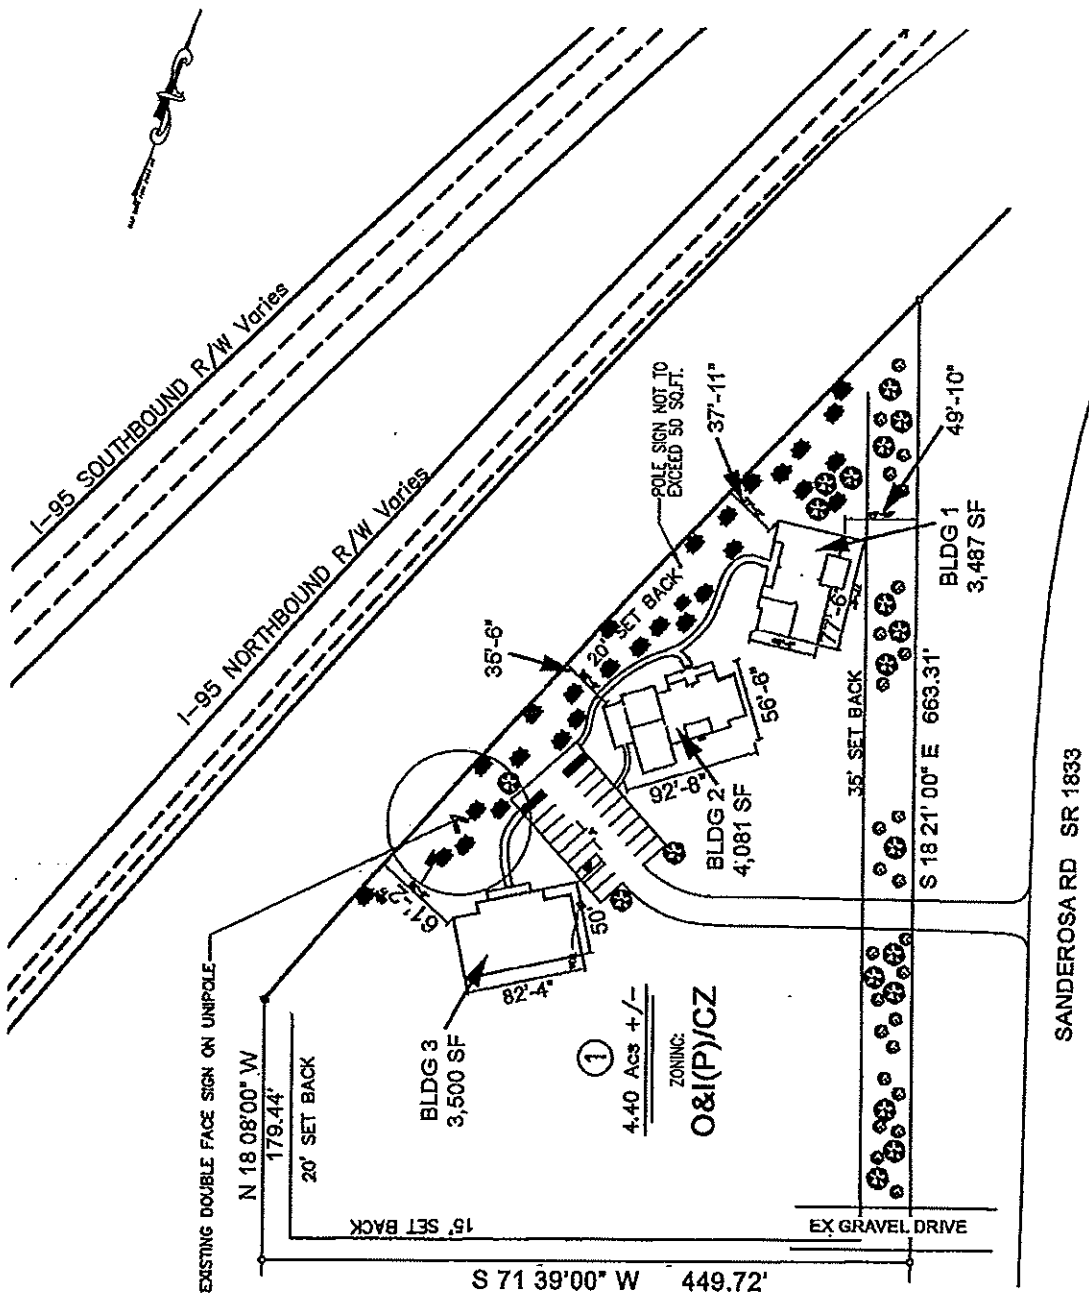 I-95 SOUTHBOUND R/W Varies
I-95 NORTHBOUND R/W Varies
EXISTING DOUBLE FACE SIGN ON UNIPOLE
POLE SIGN NOT TO
EXCEED 50 SQ.FT.
37'-11"
49'-10"
BLDG 1
3,487 SF
77'-6"
20' SET BACK
35'-6"
56'-6"
92'-8"
BLDG 2
4,081 SF
35' SET BACK
S 18 21' 00" E 663.31'
SANDEROSA RD SR 1833
61'-2"
50'
82'-4"
BLDG 3
3,500 SF
1
4.40 Acs +/-
ZONING:
O&I(P)/CZ
N 18 08'00" W
179.44'
20' SET BACK
15' SET BACK
EX GRAVEL DRIVE
S 71 39'00" W 449.72'